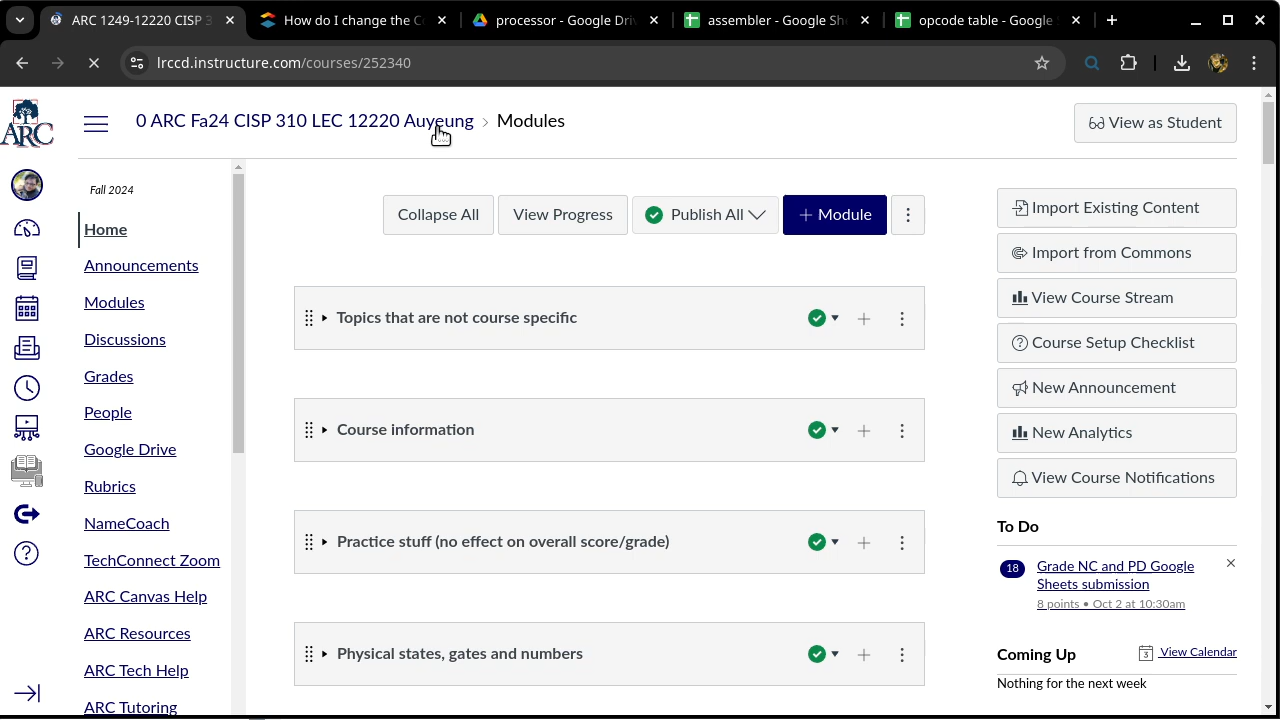 ARC 1249-12220 CISP 3
How do I change the C
processor - Google Dri
assembler - Google She
opcode table - Google
lrccd.instructure.com/courses/252340
ARC
0 ARC Fa24 CISP 310 LEC 12220 Auyeung › Modules
View as Student
Fall 2024
Home
Announcements
Modules
Discussions
Grades
People
Google Drive
Rubrics
NameCoach
TechConnect Zoom
ARC Canvas Help
ARC Resources
ARC Tech Help
ARC Tutoring
Collapse All
View Progress
Publish All
+ Module
Topics that are not course specific
Course information
Practice stuff (no effect on overall score/grade)
Physical states, gates and numbers
Import Existing Content
Import from Commons
View Course Stream
Course Setup Checklist
New Announcement
New Analytics
View Course Notifications
To Do
18
Grade NC and PD Google
Sheets submission
8 points • Oct 2 at 10:30am
Coming Up
3 View Calendar
Nothing for the next week